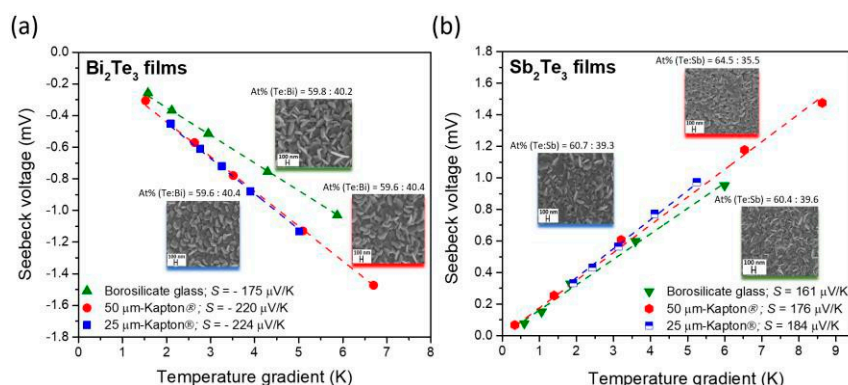 (a)
Bi₂Te₃ films
At% (Te:Bi) = 59.8 : 40.2
100 nm
H
At% (Te:Bi) = 59.6 : 40.4
100 nm
H
At% (Te:Bi) = 59.6 : 40.4
100 nm
H
Borosilicate glass; S = - 175 μV/K
50 μm-Kapton®; S = - 220 μV/K
25 μm-Kapton®; S = - 224 μV/K
Seebeck voltage (mV)
0.0
-0.2
-0.4
-0.6
-0.8
-1.0
-1.2
-1.4
-1.6
-1.8
0 1 2 3 4 5 6 7 8
Temperature gradient (K)
(b)
Sb₂Te₃ films
At% (Te:Sb) = 64.5 : 35.5
100 nm
H
At% (Te:Sb) = 60.7 : 39.3
100 nm
H
At% (Te:Sb) = 60.4 : 39.6
100 nm
H
Borosilicate glass; S = 161 μV/K
50 μm-Kapton®; S = 176 μV/K
25 μm-Kapton®; S = 184 μV/K
Seebeck voltage (mV)
1.8
1.6
1.4
1.2
1.0
0.8
0.6
0.4
0.2
0.0
0 1 2 3 4 5 6 7 8 9
Temperature gradient (K)